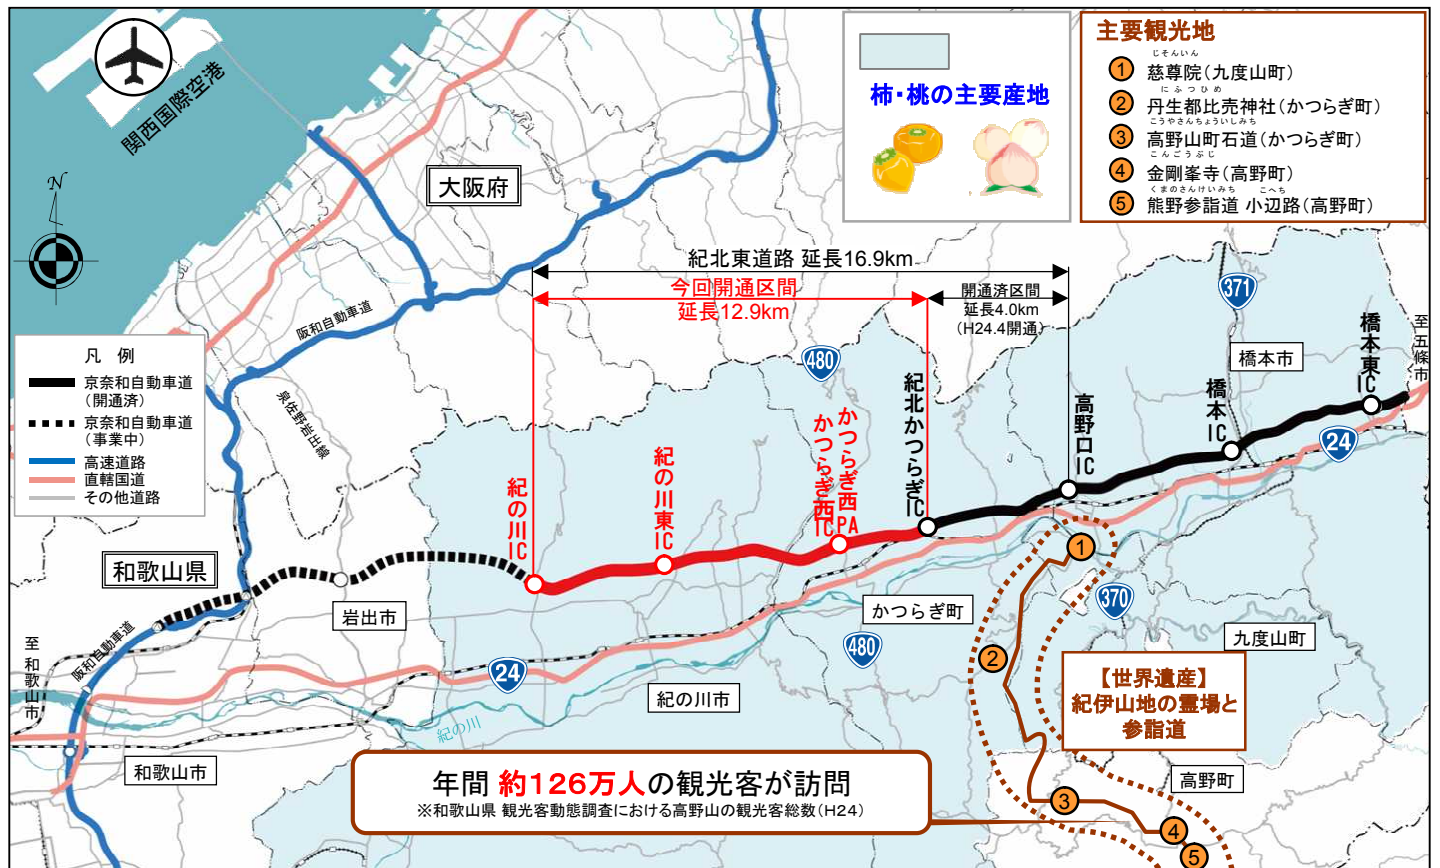 関西国際空港
大阪府
柿・桃の主要産地
主要観光地
じそんいん
1 慈尊院(九度山町)
にふつひめ
2 丹生都比売神社(かつらぎ町)
こうやさんちょういしみち
3 高野山町石道(かつらぎ町)
こんごうぶじ
4 金剛峯寺(高野町)
くまのさんけいみち こへち
5 熊野参詣道 小辺路(高野町)
N
紀北東道路 延長16.9km
今回開通区間
延長12.9km
開通済区間
延長4.0km
(H24.4開通)
371
阪和自動車道
凡 例
京奈和自動車道
(開通済)
京奈和自動車道
(事業中)
高速道路
直轄国道
その他道路
泉佐野岩出線
480
橋本市
至五條市
橋本東IC
橋本IC
24
高野口IC
紀北かつらぎIC
かつらぎ西PA
かつらぎ西IC
紀の川東IC
紀の川IC
和歌山県
岩出市
1
370
かつらぎ町
九度山町
480
2
至和歌山市
阪和自動車道
24
紀の川市
紀の川
【世界遺産】
紀伊山地の霊場と
参詣道
和歌山市
年間 約126万人の観光客が訪問
※和歌山県 観光客動態調査における高野山の観光客総数(H24)
高野町
3
4
5